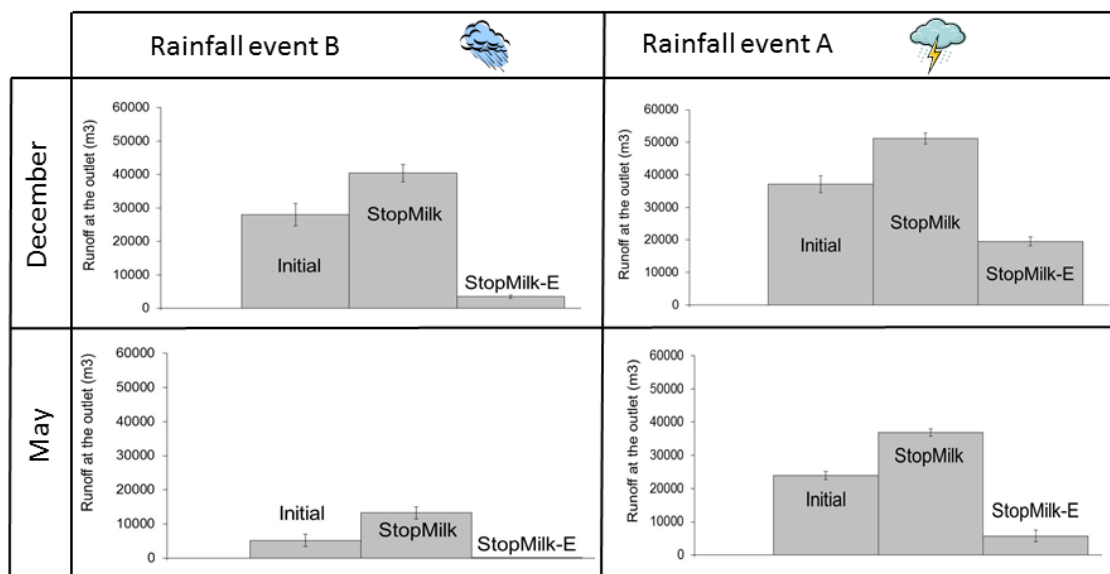 Rainfall event B
Rainfall event A
December
Runoff at the outlet (m3)
60000
50000
40000
30000
20000
10000
0
Initial
StopMilk
StopMilk-E
Runoff at the outlet (m3)
60000
50000
40000
30000
20000
10000
0
Initial
StopMilk
StopMilk-E
May
Runoff at the outlet (m3)
60000
50000
40000
30000
20000
10000
0
Initial
StopMilk
StopMilk-E
Runoff at the outlet (m3)
60000
50000
40000
30000
20000
10000
0
Initial
StopMilk
StopMilk-E